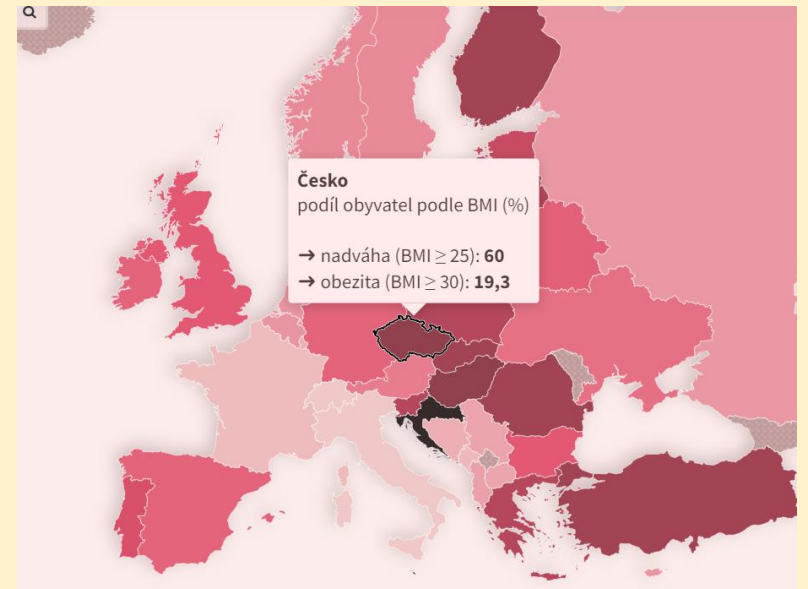 Česko
podíl obyvatel podle BMI (%)
→ nadváha (BMI ≥ 25): 60
→ obezita (BMI ≥ 30): 19,3